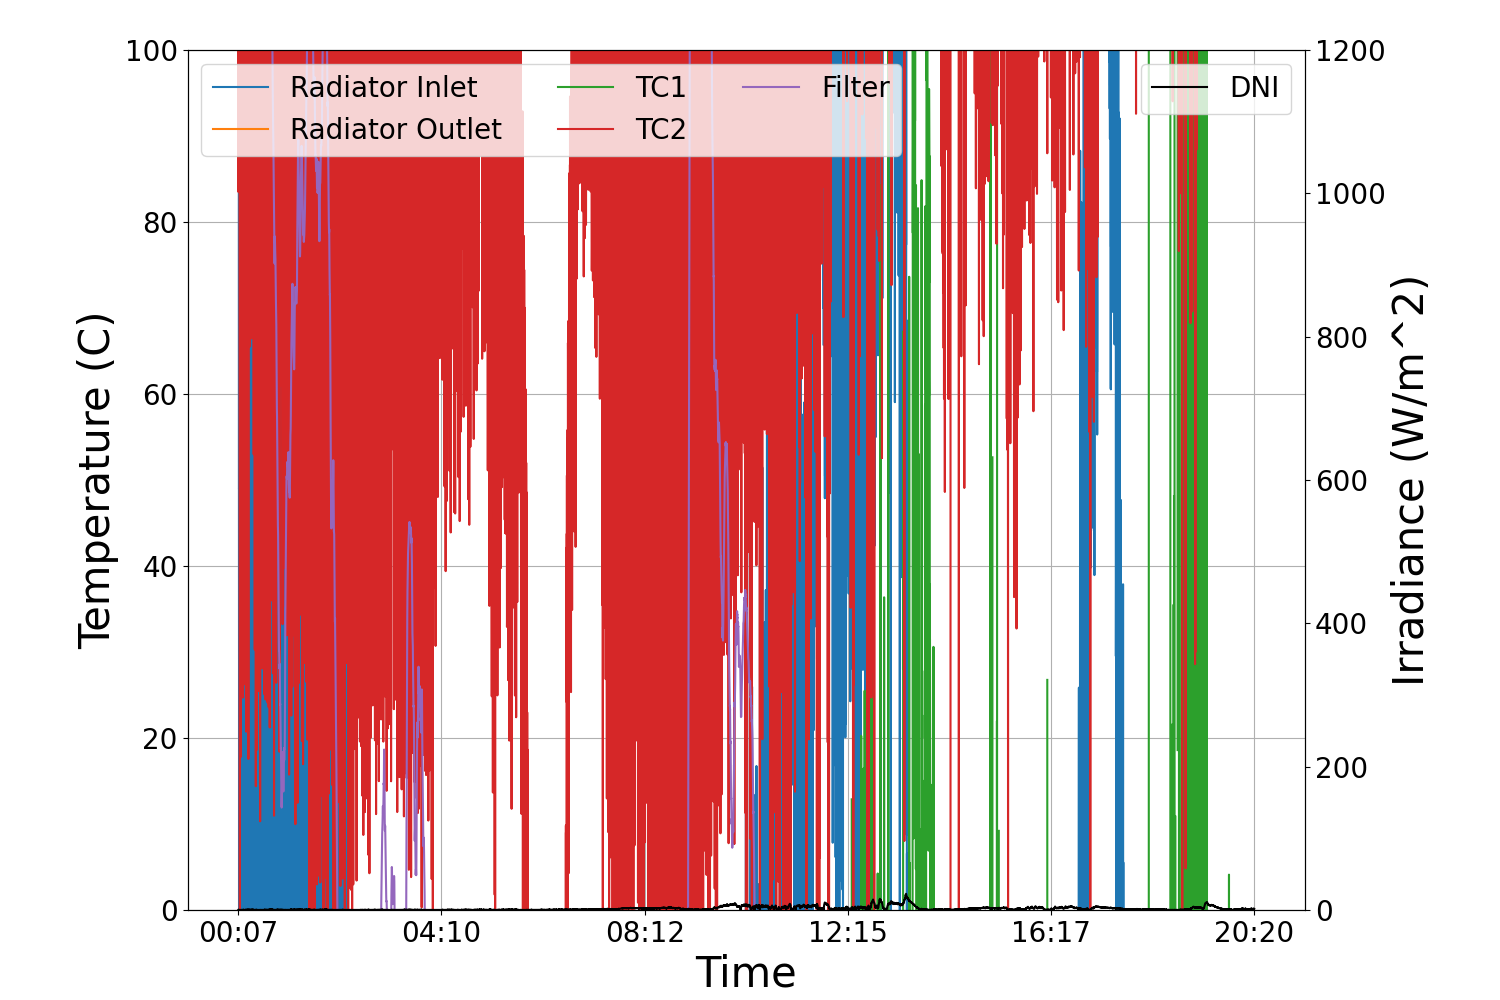 100
80
60
40
20
0
Temperature (C)
Radiator Inlet
Radiator Outlet
TC1
TC2
Filter
DNI
1200
1000
800
600
400
200
0
Irradiance (W/m^2)
00:07
04:10
08:12
12:15
16:17
20:20
Time